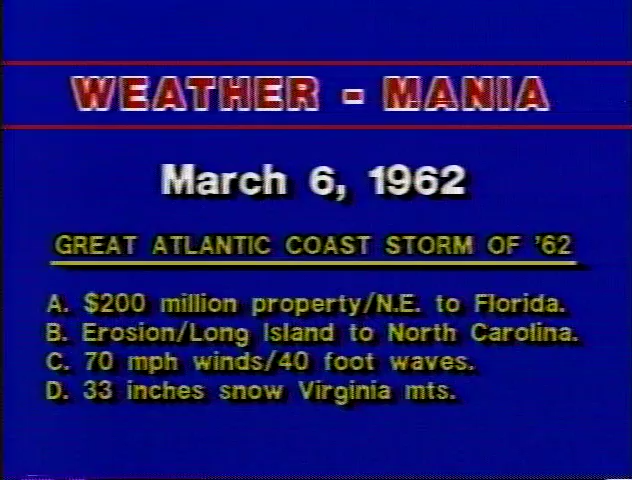 WEATHER - MANIA
March 6, 1962
GREAT ATLANTIC COAST STORM OF '62
A. $200 million property/N.E. to Florida.
B. Erosion/Long Island to North Carolina.
C. 70 mph winds/40 foot waves.
D. 33 inches snow Virginia mts.